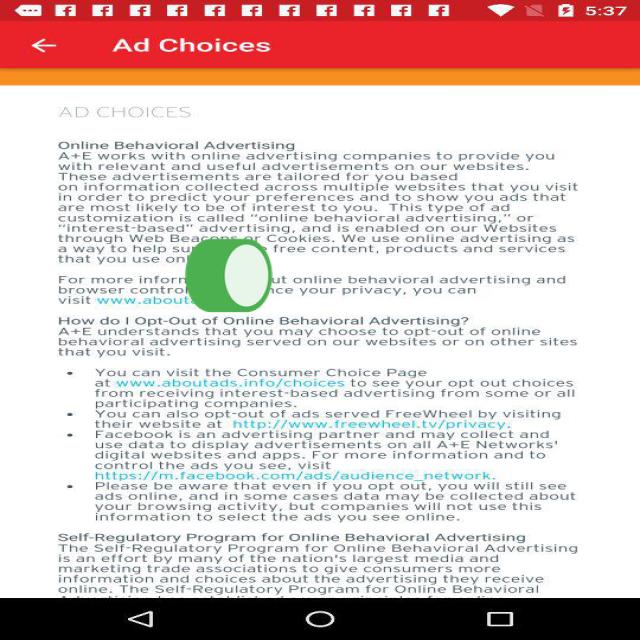 5:37
Ad Choices
AD CHOICES
Online Behavioral Advertising
A+E works with online advertising companies to provide you
with relevant and useful advertisements on our websites.
These advertisements are tailored for you based
on information collected across multiple websites that you visit
in order to predict your preferences and to show you ads that
are most likely to be of interest to you. This type of ad
customization is called "online behavioral advertising," or
"interest-based" advertising, and is enabled on our Websites
through Web Beacons or Cookies. We use online advertising as
a way to help free content, products and services
that you use
For more online behavioral advertising and
browser your privacy, you can
visit
How do I Opt-Out of Online Behavioral Advertising?
A+E understands that you may choose to opt-out of online
behavioral advertising served on our websites or on other sites
that you visit.
• You can visit the Consumer Choice Page
at www.aboutads.info/choices to see your opt out choices
from receiving interest-based advertising from some or all
participating companies.
• You can also opt-out of ads served FreeWheel by visiting
their website at http://www.freewheel.tv/privacy.
• Facebook is an advertising partner and may collect and
use data to display advertisements on all A+E Networks'
digital websites and apps. For more information and to
control the ads you see, visit
https://m.facebook.com/ads/audience_network.
• Please be aware that even if you opt out, you will still see
ads online, and in some cases data may be collected about
your browsing activity, but companies will not use this
information to select the ads you see online.
Self-Regulatory Program for Online Behavioral Advertising
The Self-Regulatory Program for Online Behavioral Advertising
is an effort by many of the nation's largest media and
marketing trade associations to give consumers more
information and choices about the advertising they receive
online. The Self-Regulatory Program for Online Behavioral